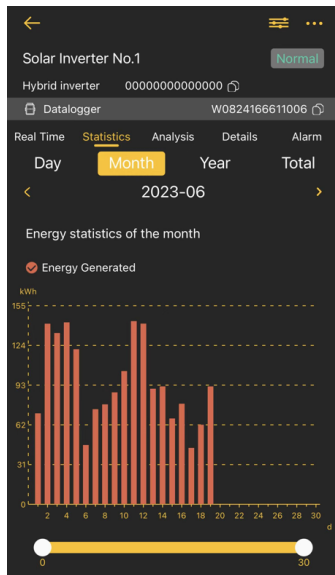 Solar Inverter No.1 Normal
Hybrid inverter 00000000000000
Datalogger W0824166611006
Real Time Statistics Analysis Details Alarm
Day Month Year Total
2023-06
Energy statistics of the month
Energy Generated
kWh
155
124
93
62
31
0
2 4 6 8 10 12 14 16 18 20 22 24 26 28 30
d
0 30